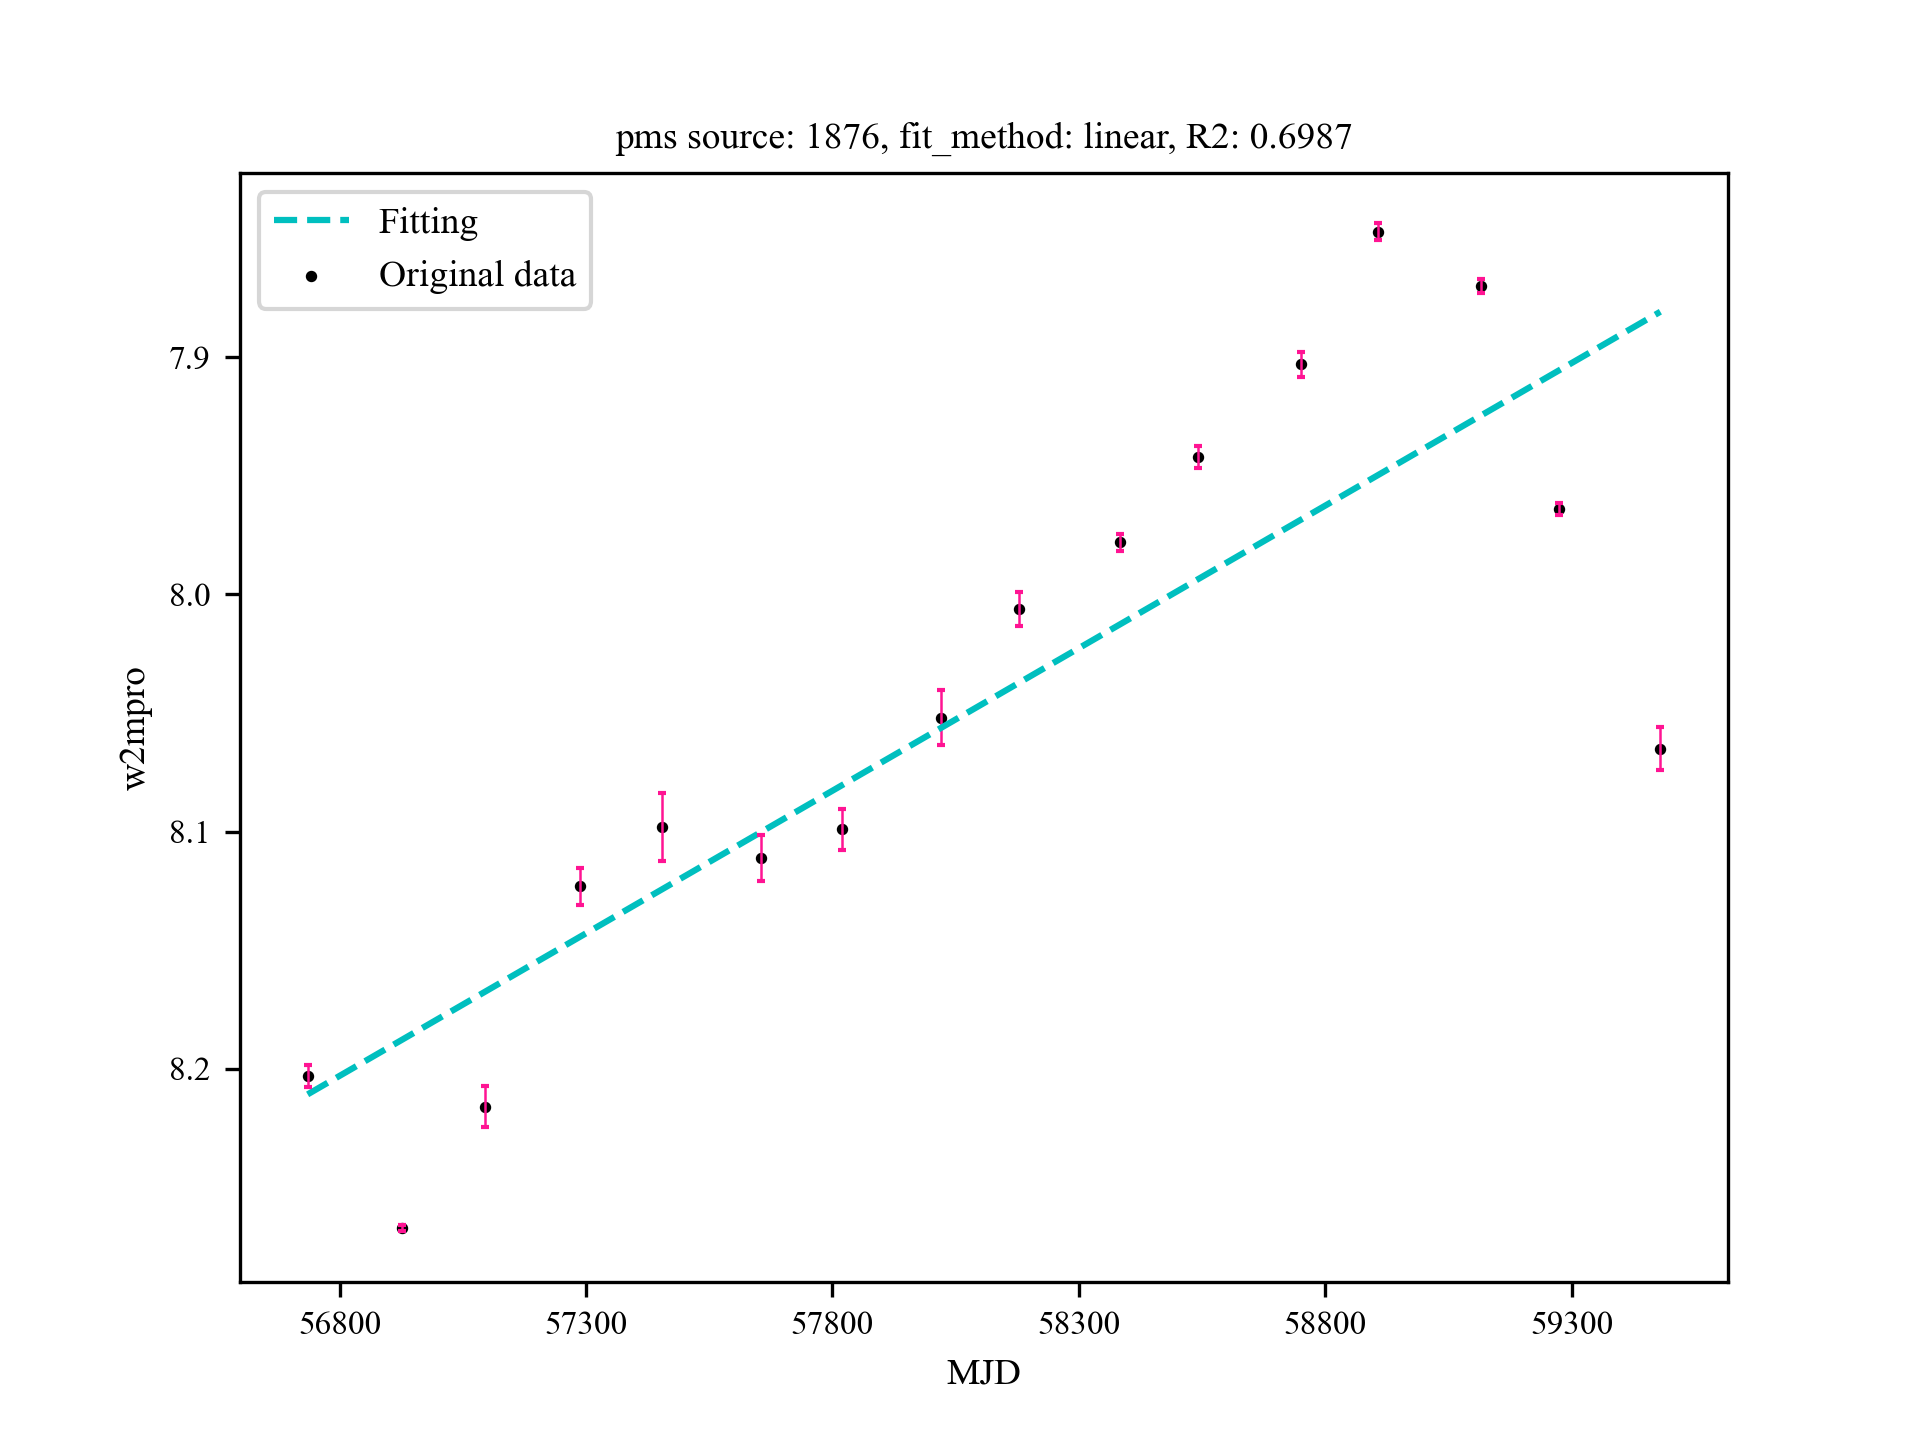 pms source: 1876, fit_method: linear, R2: 0.6987
Fitting
Original data
7.9
8.0
8.1
8.2
w2mpro
56800 57300 57800 58300 58800 59300
MJD